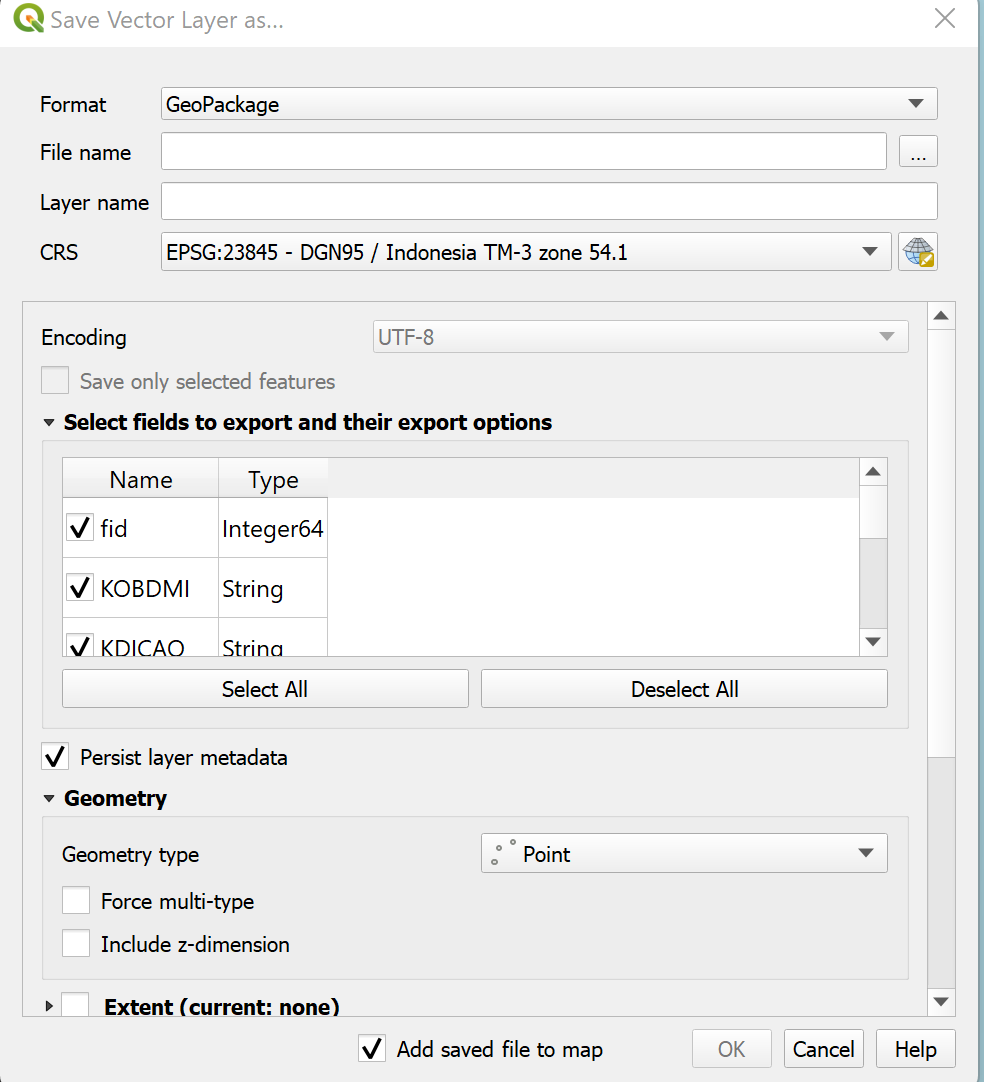 Save Vector Layer as...
Format GeoPackage
File name ...
Layer name
CRS EPSG:23845 - DGN95 / Indonesia TM-3 zone 54.1
Encoding UTF-8
Save only selected features
Select fields to export and their export options
Name Type
fid Integer64
KOBDMI String
KDICAO String
Select All Deselect All
Persist layer metadata
Geometry
Geometry type Point
Force multi-type
Include z-dimension
Extent (current: none)
Add saved file to map OK Cancel Help